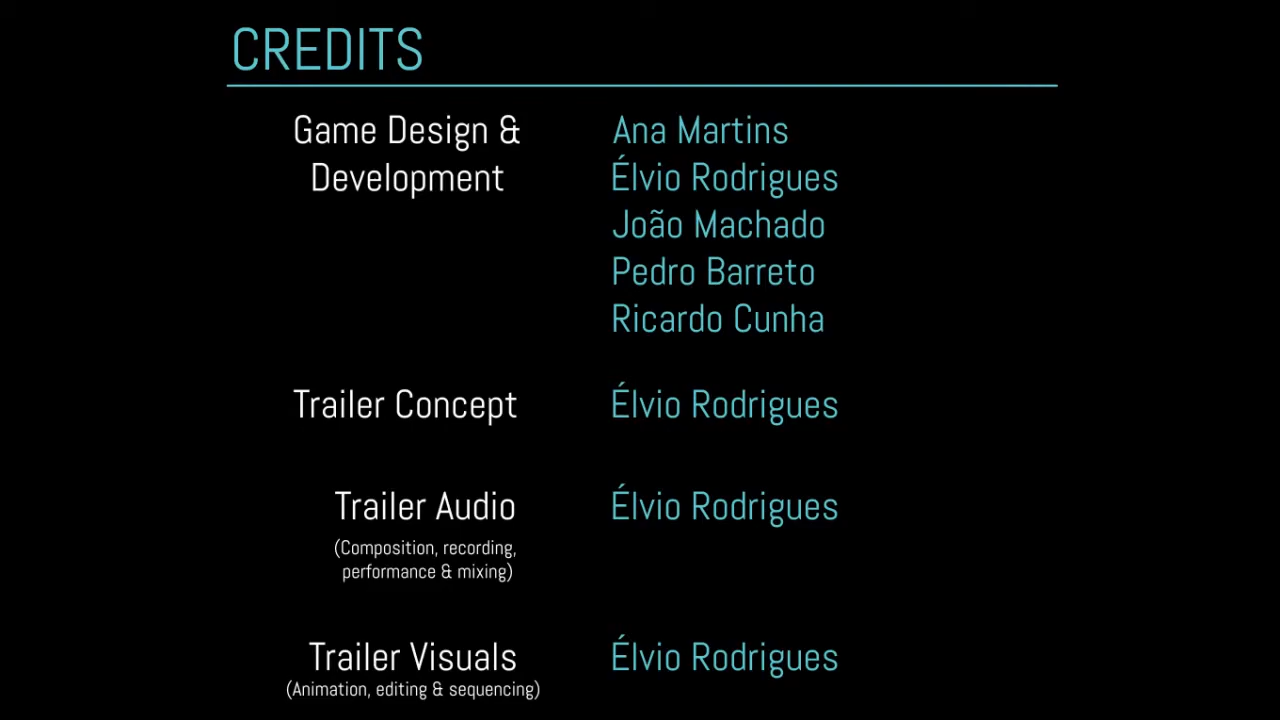 CREDITS
Game Design & Ana Martins
Development Élvio Rodrigues
João Machado
Pedro Barreto
Ricardo Cunha
Trailer Concept Élvio Rodrigues
Trailer Audio Élvio Rodrigues
(Composition, recording,
performance & mixing)
Trailer Visuals Élvio Rodrigues
(Animation, editing & sequencing)